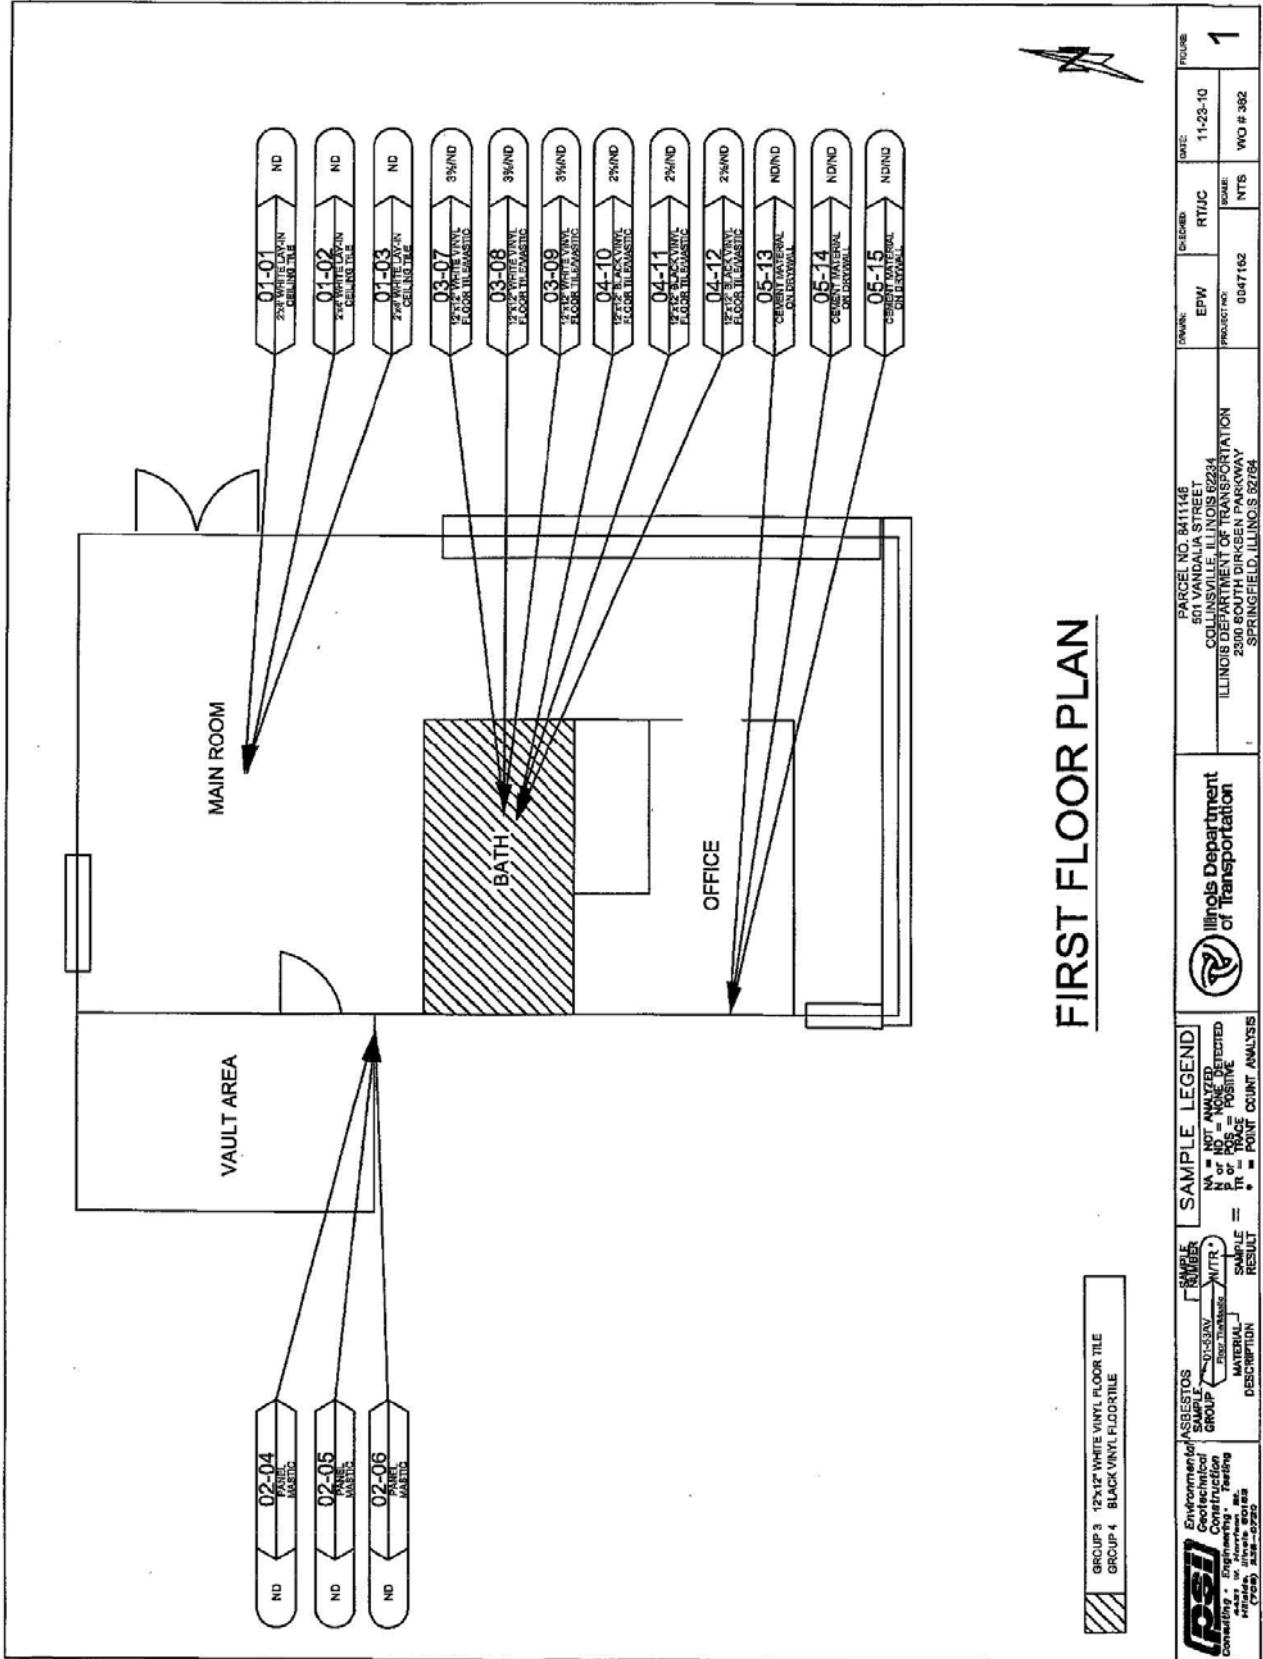 01-01
2'x4' WHITE LAY-IN
CEILING TILE
ND
01-02
2'x4' WHITE LAY-IN
CEILING TILE
ND
01-03
2'x4' WHITE LAY-IN
CEILING TILE
ND
03-07
12"x12" WHITE VINYL
FLOOR TILE/MASTIC
3%/ND
03-08
12"x12" WHITE VINYL
FLOOR TILE/MASTIC
3%/ND
03-09
12"x12" WHITE VINYL
FLOOR TILE/MASTIC
3%/ND
04-10
12"x12" BLACK VINYL
FLOOR TILE/MASTIC
2%/ND
04-11
12"x12" BLACK VINYL
FLOOR TILE/MASTIC
2%/ND
04-12
12"x12" BLACK VINYL
FLOOR TILE/MASTIC
2%/ND
05-13
CEMENT MATERIAL
ON DRYWALL
ND/ND
05-14
CEMENT MATERIAL
ON DRYWALL
ND/ND
05-15
CEMENT MATERIAL
ON DRYWALL
ND/ND
N
MAIN ROOM
BATH
OFFICE
VAULT AREA
ND
02-04
PANEL
MASTIC
ND
02-05
PANEL
MASTIC
ND
02-06
PANEL
MASTIC
FIRST FLOOR PLAN
GROUP 3 12"x12" WHITE VINYL FLOOR TILE
GROUP 4 BLACK VINYL FLOORTILE
psi
Environmental
Geotechnical
Construction
Consulting • Engineering • Testing
Hillside, Illinois 60162
ASBESTOS
SAMPLE
GROUP
SAMPLE
NUMBER
01-53AV
Floor Tile/Mastic
N/TR *
MATERIAL
DESCRIPTION
SAMPLE
RESULT
=
SAMPLE LEGEND
NA = NOT ANALYZED
N or ND = NONE DETECTED
P or POS = POSITIVE
TR = TRACE
* = POINT COUNT ANALYSIS
Illinois Department
of Transportation
PARCEL NO. 8411146
501 VANDALIA STREET
COLLINSVILLE, ILLINOIS 62234
ILLINOIS DEPARTMENT OF TRANSPORTATION
2300 SOUTH DIRKSEN PARKWAY
SPRINGFIELD, ILLINOIS 62764
DRAWN:
EPW
CHECKED:
RT/JC
DATE:
11-23-10
FIGURE:
1
PROJECT NO:
0047162
SCALE:
NTS
WO # 362